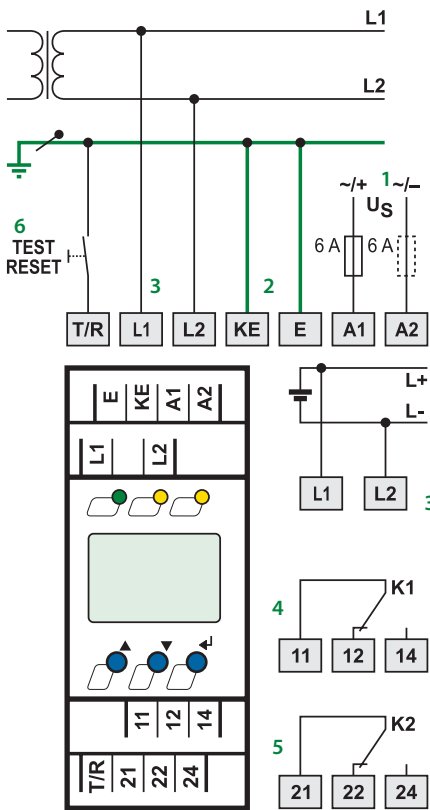 L1
L2
~/+ 1 ~/–
US
6 A 6 A
6
TEST
RESET
3 2
T/R L1 L2 KE E A1 A2
E KE A1 A2
L1 L2
L+
L-
L1 L2
3
▲ ▼ ↵
K1
4
11 12 14
11 12 14
K2
5
T/R 21 22 24
21 22 24